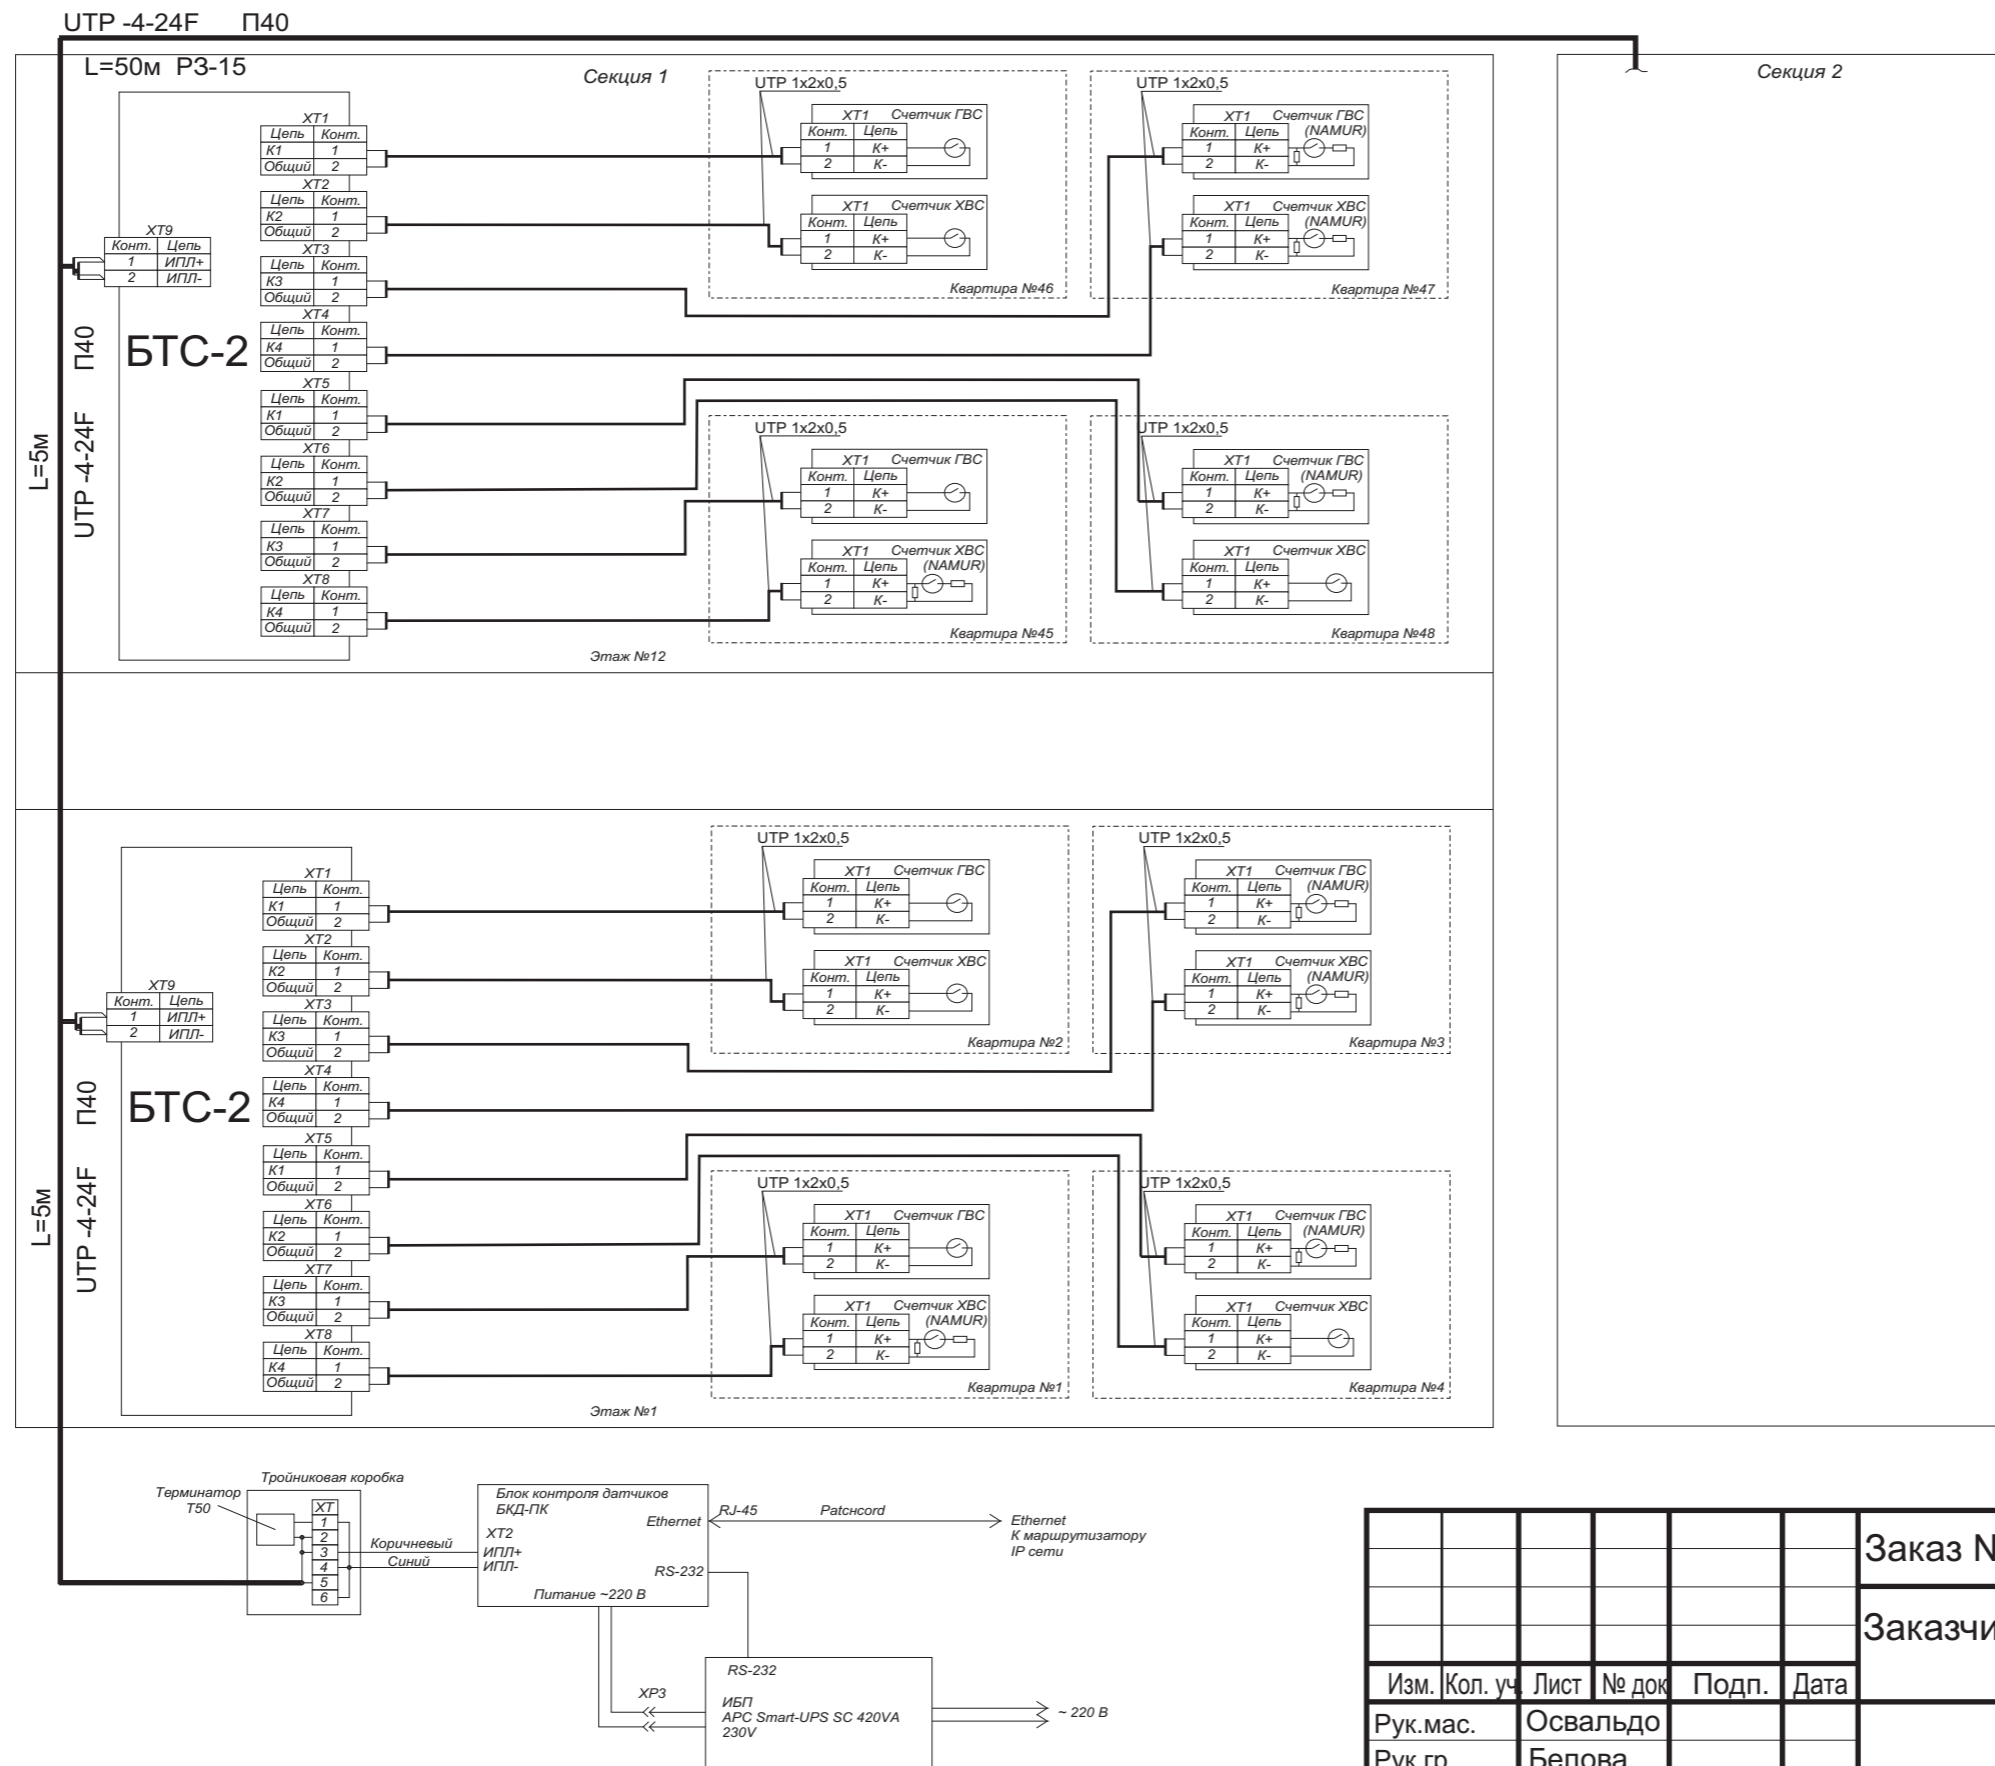 UTP -4-24F П40
L=50м РЗ-15
Секция 1
Секция 2
БТС-2
L=5м
UTP -4-24F П40
XT9
Конт. Цепь
1 ИПЛ+
2 ИПЛ-
XT1
Цепь Конт.
К1 1
Общий 2
XT2
Цепь Конт.
К2 1
Общий 2
XT3
Цепь Конт.
К3 1
Общий 2
XT4
Цепь Конт.
К4 1
Общий 2
XT5
Цепь Конт.
К1 1
Общий 2
XT6
Цепь Конт.
К2 1
Общий 2
XT7
Цепь Конт.
К3 1
Общий 2
XT8
Цепь Конт.
К4 1
Общий 2
UTP 1x2x0,5
XT1 Счетчик ГВС
Конт. Цепь
1 К+
2 К-
XT1 Счетчик ХВС
Конт. Цепь
1 К+
2 К-
Квартира №46
UTP 1x2x0,5
XT1 Счетчик ГВС
Конт. Цепь (NAMUR)
1 К+
2 К-
XT1 Счетчик ХВС
Конт. Цепь (NAMUR)
1 К+
2 К-
Квартира №47
UTP 1x2x0,5
XT1 Счетчик ГВС
Конт. Цепь
1 К+
2 К-
XT1 Счетчик ХВС
Конт. Цепь (NAMUR)
1 К+
2 К-
Квартира №45
UTP 1x2x0,5
XT1 Счетчик ГВС
Конт. Цепь (NAMUR)
1 К+
2 К-
XT1 Счетчик ХВС
Конт. Цепь
1 К+
2 К-
Квартира №48
Этаж №12
БТС-2
L=5м
UTP -4-24F П40
XT9
Конт. Цепь
1 ИПЛ+
2 ИПЛ-
XT1
Цепь Конт.
К1 1
Общий 2
XT2
Цепь Конт.
К2 1
Общий 2
XT3
Цепь Конт.
К3 1
Общий 2
XT4
Цепь Конт.
К4 1
Общий 2
XT5
Цепь Конт.
К1 1
Общий 2
XT6
Цепь Конт.
К2 1
Общий 2
XT7
Цепь Конт.
К3 1
Общий 2
XT8
Цепь Конт.
К4 1
Общий 2
UTP 1x2x0,5
XT1 Счетчик ГВС
Конт. Цепь
1 К+
2 К-
XT1 Счетчик ХВС
Конт. Цепь
1 К+
2 К-
Квартира №2
UTP 1x2x0,5
XT1 Счетчик ГВС
Конт. Цепь (NAMUR)
1 К+
2 К-
XT1 Счетчик ХВС
Конт. Цепь (NAMUR)
1 К+
2 К-
Квартира №3
UTP 1x2x0,5
XT1 Счетчик ГВС
Конт. Цепь
1 К+
2 К-
XT1 Счетчик ХВС
Конт. Цепь (NAMUR)
1 К+
2 К-
Квартира №1
UTP 1x2x0,5
XT1 Счетчик ГВС
Конт. Цепь (NAMUR)
1 К+
2 К-
XT1 Счетчик ХВС
Конт. Цепь
1 К+
2 К-
Квартира №4
Этаж №1
Тройниковая коробка
Терминатор
Т50
XT
1
2
3
4
5
6
Коричневый
Синий
Блок контроля датчиков
БКД-ПК
Ethernet
XT2
ИПЛ+
ИПЛ-
RS-232
Питание ~220 В
RJ-45 Patchcord
Ethernet
К маршрутизатору
IP сети
RS-232
XP3
ИБП
APC Smart-UPS SC 420VA
230V
~ 220 В
Заказ №
Заказчи
Изм. Кол. уч. Лист № док Подп. Дата
Рук.мас. Освальдо
Рук.гр Белова